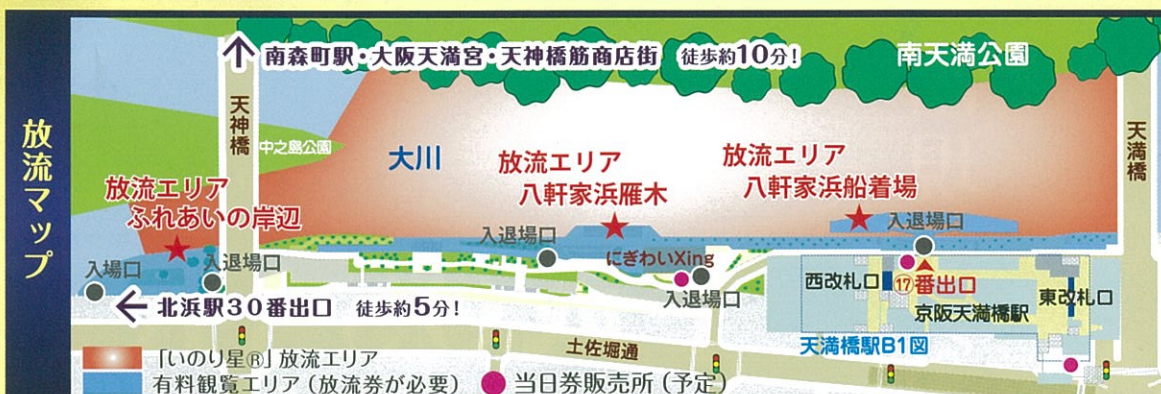 放流マップ
南森町駅・大阪天満宮・天神橋筋商店街 徒歩約10分!
南天満公園
天神橋
中之島公園
大川
天満橋
放流エリア
ふれあいの岸辺
放流エリア
八軒家浜雁木
放流エリア
八軒家浜船着場
入場口
入退場口
入退場口
にぎわいXing
入退場口
入退場口
西改札口
⑰番出口
京阪天満橋駅
東改札口
天満橋駅B1図
北浜駅30番出口 徒歩約5分!
土佐堀通
「いのり星®」放流エリア
有料観覧エリア(放流券が必要)
当日券販売所(予定)